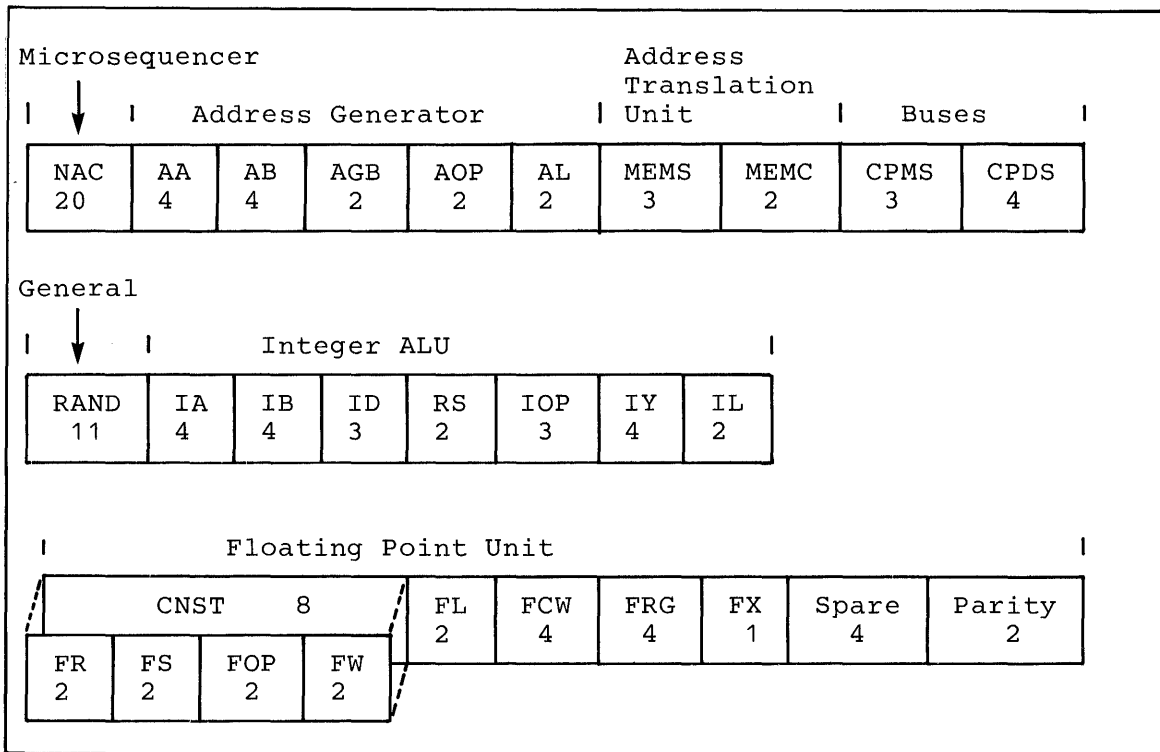 Microsequencer Address
Translation
Address Generator Unit Buses
NAC AA AB AGB AOP AL MEMS MEMC CPMS CPDS
20 4 4 2 2 2 3 2 3 4
General
Integer ALU
RAND IA IB ID RS IOP IY IL
11 4 4 3 2 3 4 2
Floating Point Unit
CNST 8 FL FCW FRG FX Spare Parity
2 4 4 1 4 2
FR FS FOP FW
2 2 2 2